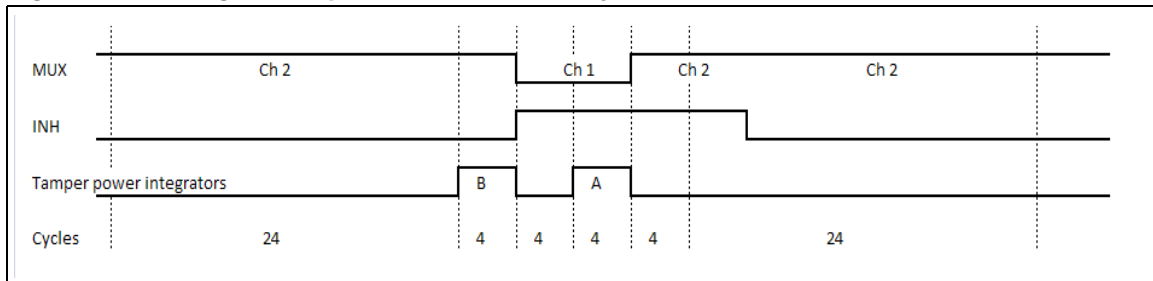 MUX Ch 2 Ch 1 Ch 2 Ch 2
INH
Tamper power integrators B A
Cycles 24 4 4 4 4 24